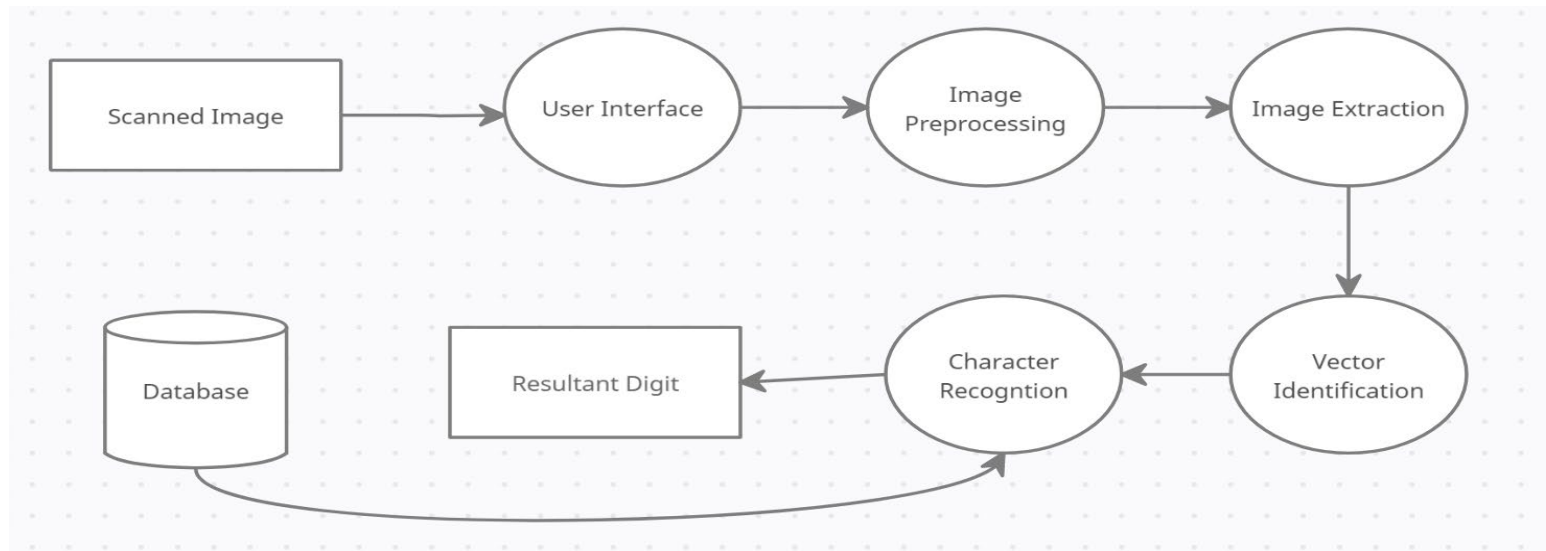 Scanned Image
User Interface
Image
Preprocessing
Image Extraction
Database
Resultant Digit
Character
Recogntion
Vector
Identification